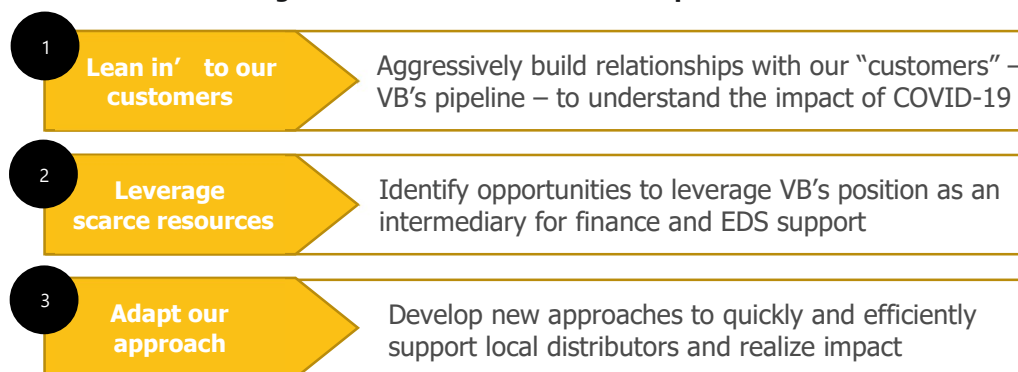 1
Lean in’ to our
customers
Aggressively build relationships with our “customers” –
VB’s pipeline – to understand the impact of COVID-19
2
Leverage
scarce resources
Identify opportunities to leverage VB’s position as an
intermediary for finance and EDS support
3
Adapt our
approach
Develop new approaches to quickly and efficiently
support local distributors and realize impact